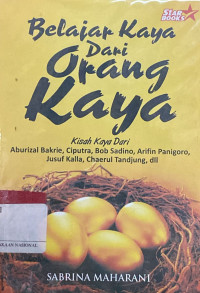 STAR
BOOKS
Belajar Kaya
Dari
Orang
Kaya
Kisah Kaya Dari
Aburizal Bakrie, Ciputra, Bob Sadino, Arifin Panigoro,
Jusuf Kalla, Chaerul Tandjung, dll
NASIONAL
SABRINA MAHARANI